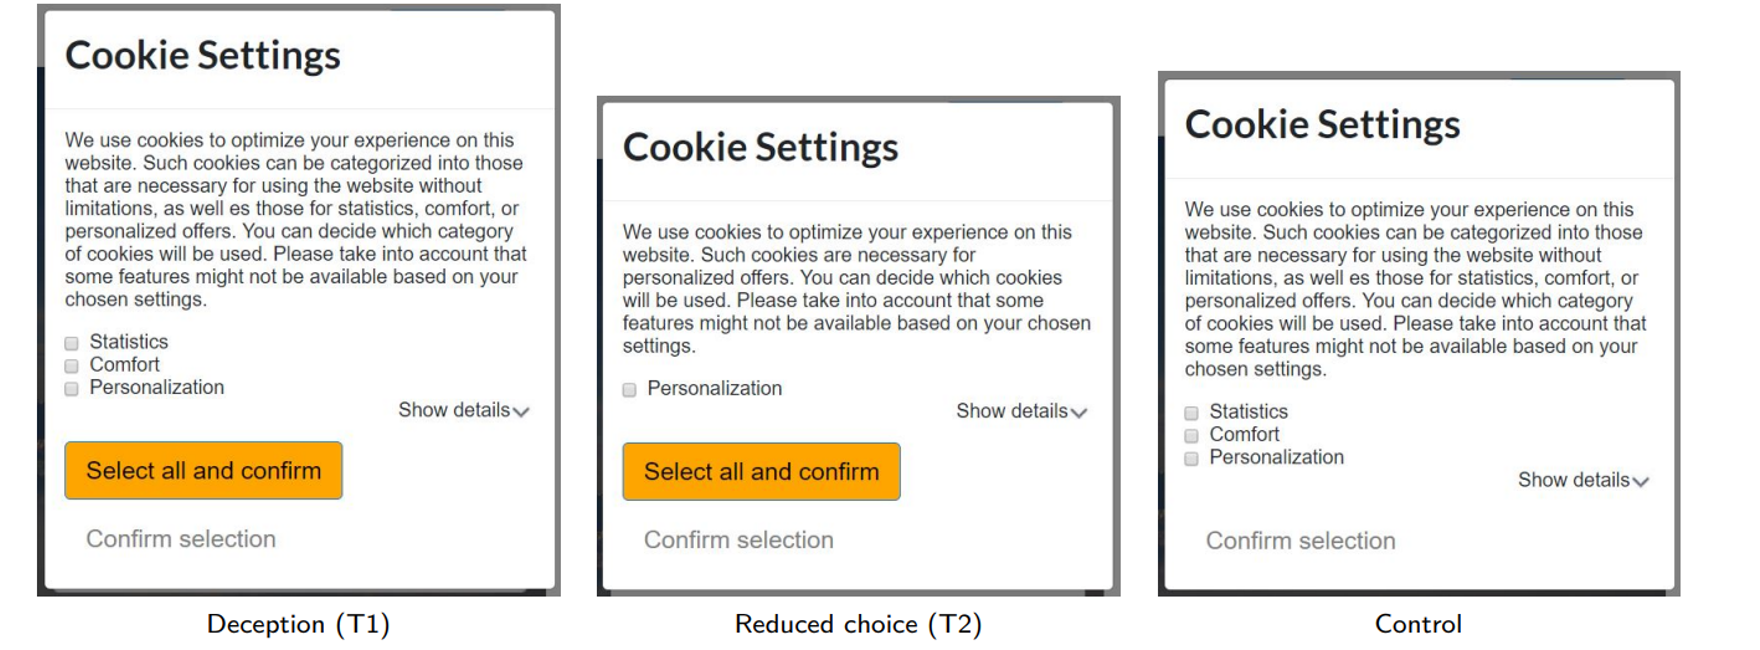 Cookie Settings
We use cookies to optimize your experience on this
website. Such cookies can be categorized into those
that are necessary for using the website without
limitations, as well es those for statistics, comfort, or
personalized offers. You can decide which category
of cookies will be used. Please take into account that
some features might not be available based on your
chosen settings.
Statistics
Comfort
Personalization
Show details
Select all and confirm
Confirm selection
Deception (T1)
Cookie Settings
We use cookies to optimize your experience on this
website. Such cookies are necessary for
personalized offers. You can decide which cookies
will be used. Please take into account that some
features might not be available based on your chosen
settings.
Personalization
Show details
Select all and confirm
Confirm selection
Reduced choice (T2)
Cookie Settings
We use cookies to optimize your experience on this
website. Such cookies can be categorized into those
that are necessary for using the website without
limitations, as well es those for statistics, comfort, or
personalized offers. You can decide which category
of cookies will be used. Please take into account that
some features might not be available based on your
chosen settings.
Statistics
Comfort
Personalization
Show details
Confirm selection
Control